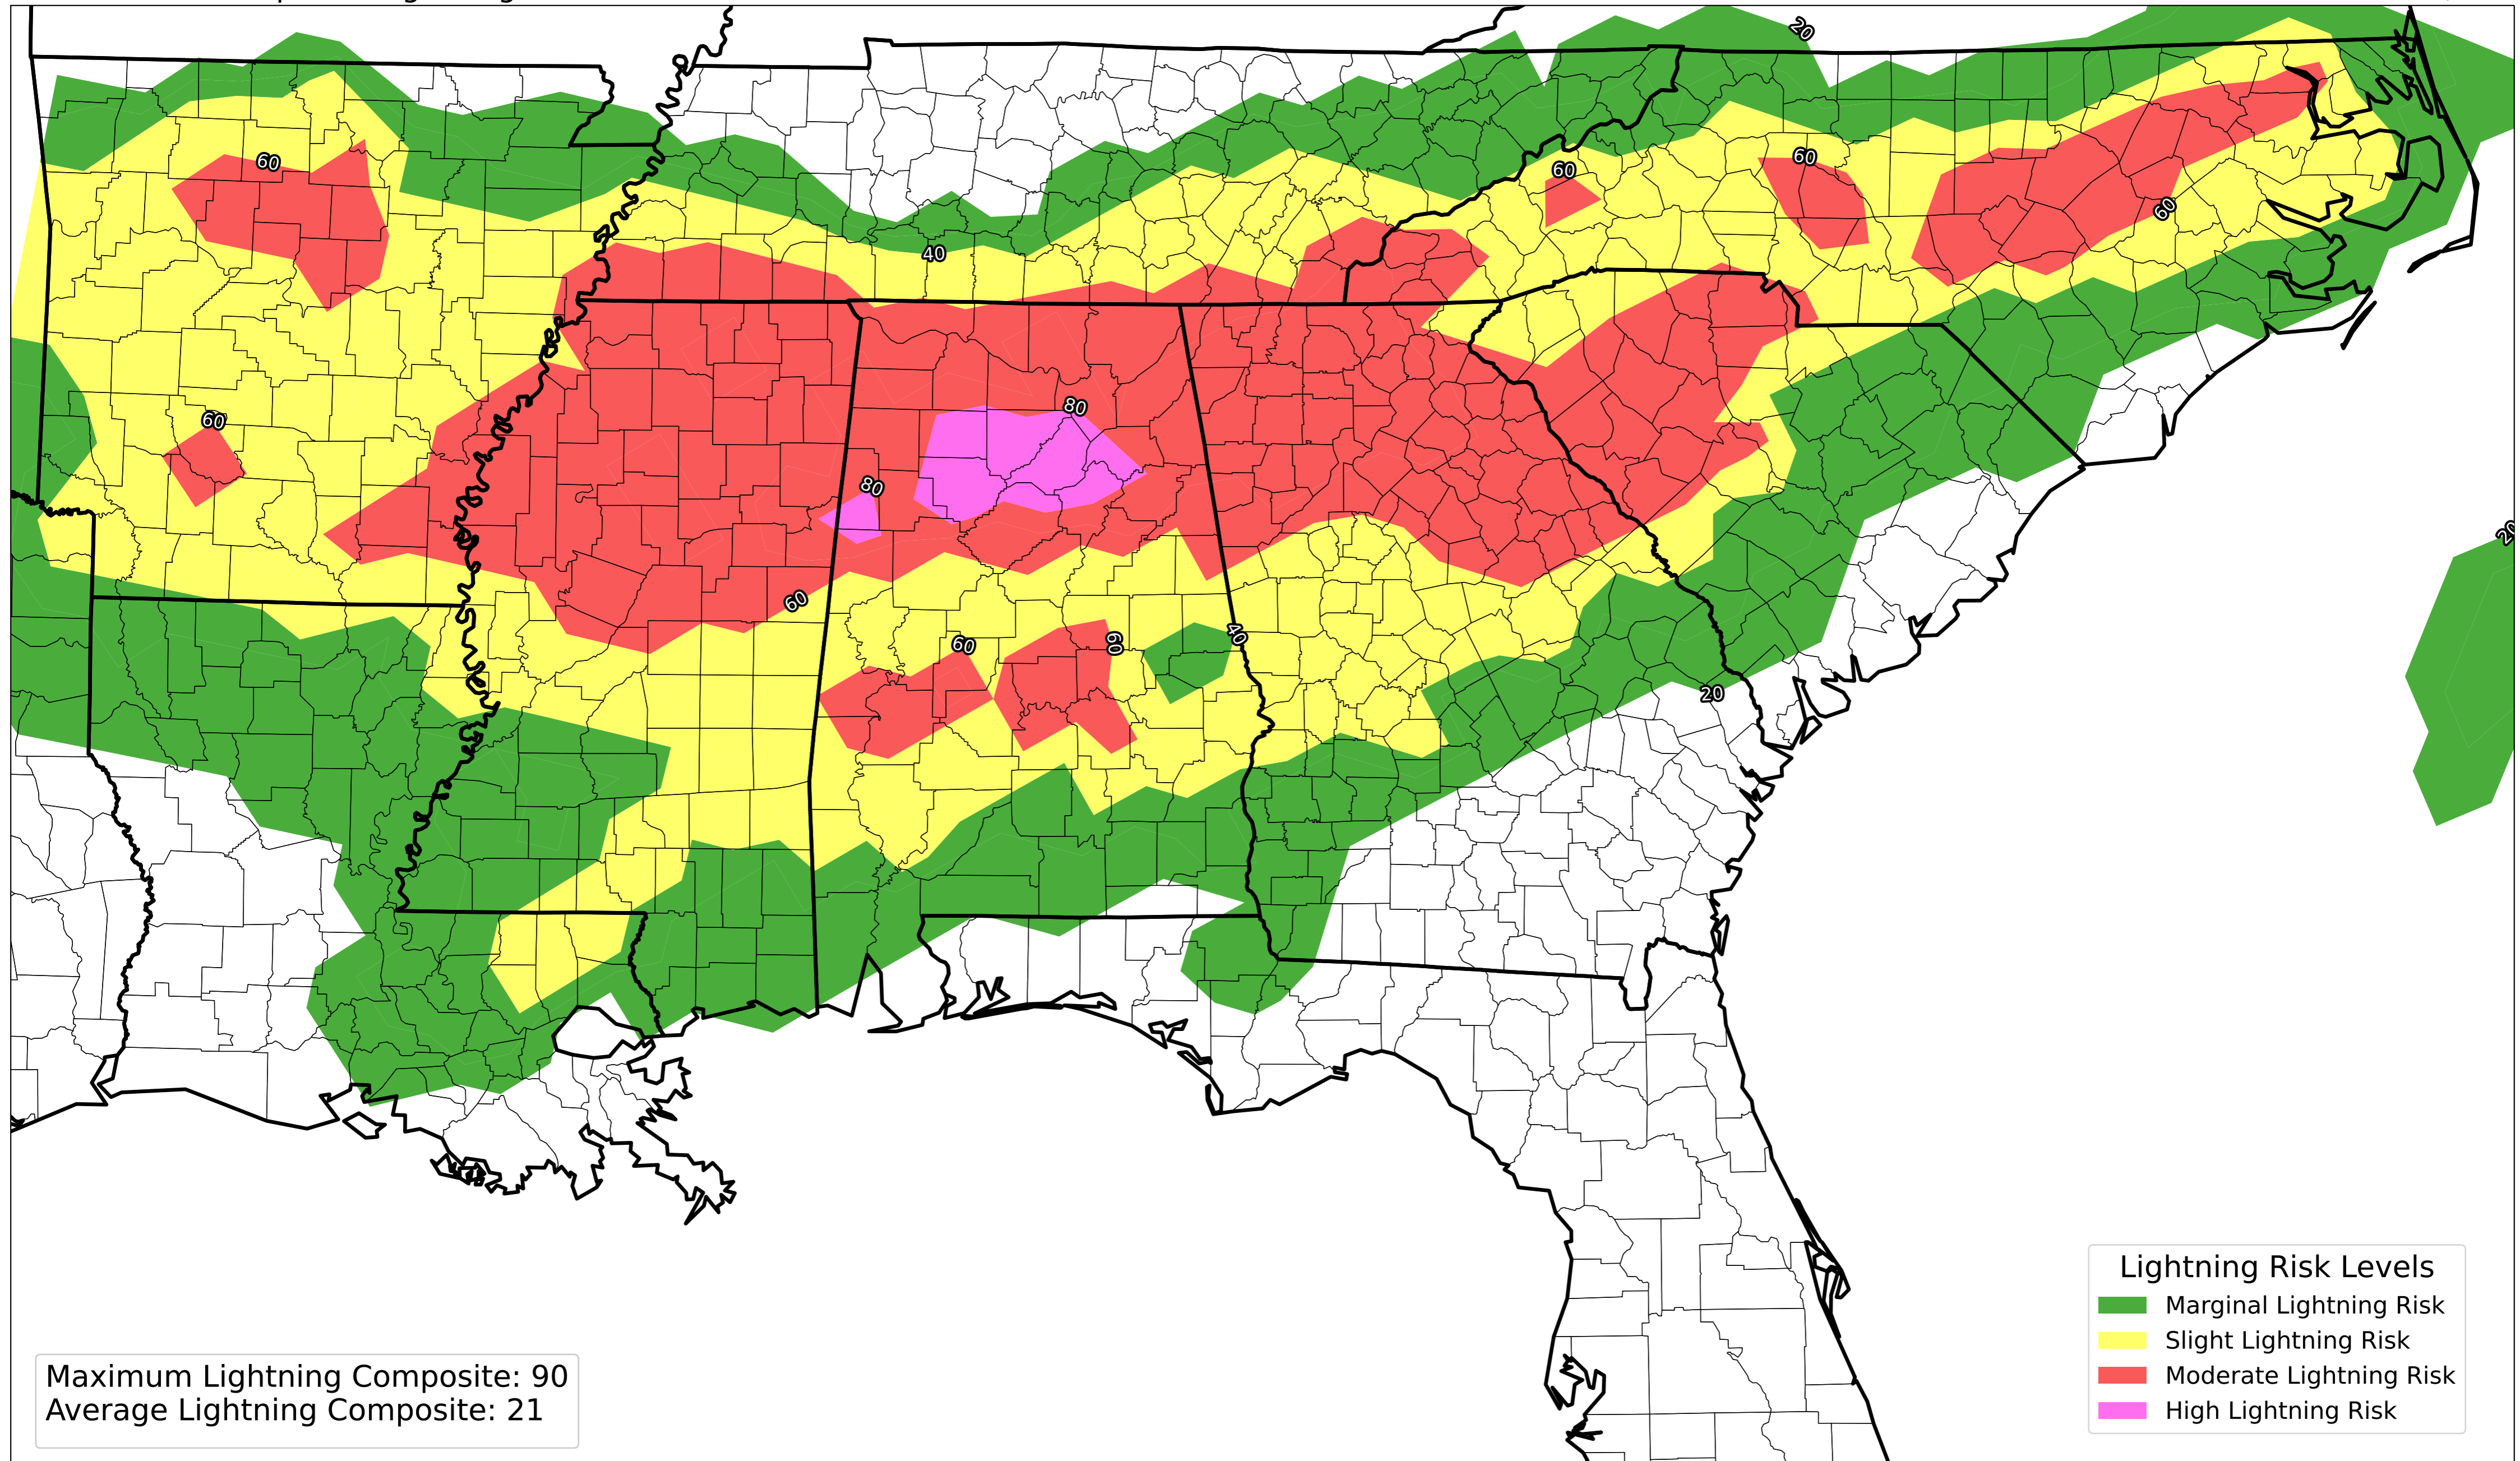 20
60
60
60
60
40
60
80
80
20
60
60
60
40
20
Lightning Risk Levels
Marginal Lightning Risk
Slight Lightning Risk
Moderate Lightning Risk
High Lightning Risk
Maximum Lightning Composite: 90
Average Lightning Composite: 21